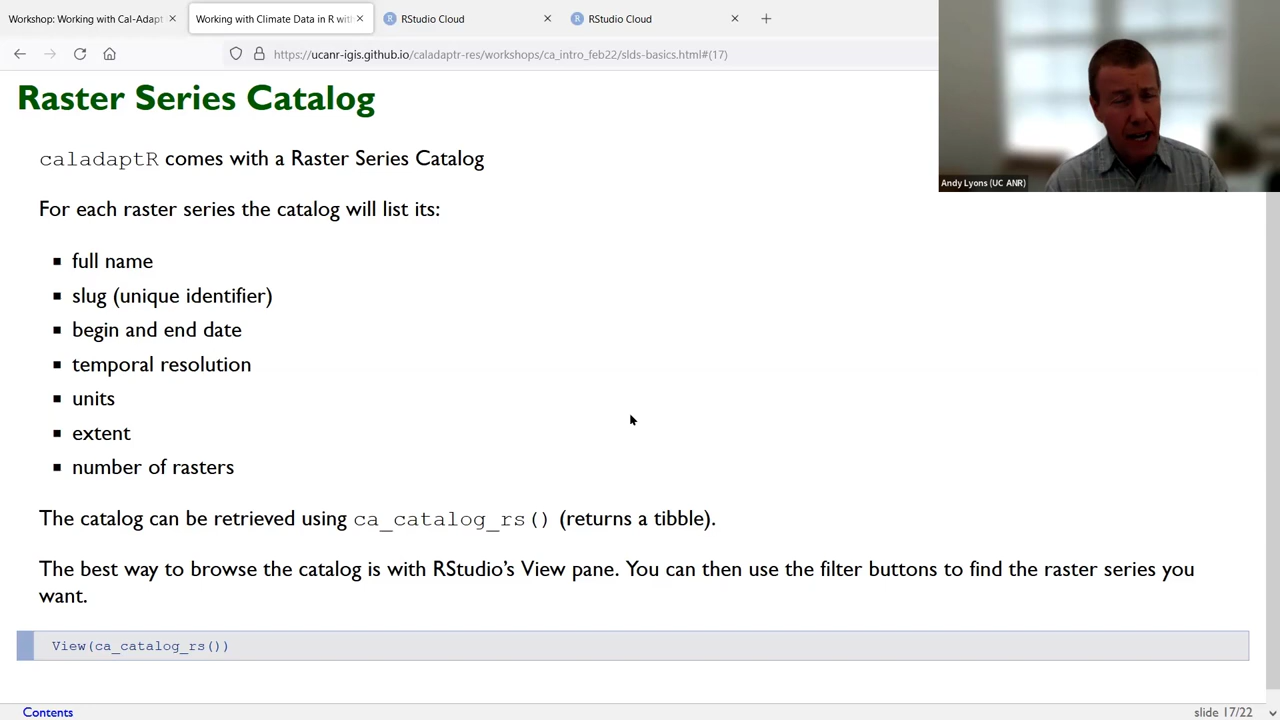 Workshop: Working with Cal-Adapt
Working with Climate Data in R with
RStudio Cloud
RStudio Cloud
https://ucanr-igis.github.io/caladaptr-res/workshops/ca_intro_feb22/slds-basics.html#(17)
Raster Series Catalog
caladaptR comes with a Raster Series Catalog
For each raster series the catalog will list its:
full name
slug (unique identifier)
begin and end date
temporal resolution
units
extent
number of rasters
The catalog can be retrieved using ca_catalog_rs() (returns a tibble).
The best way to browse the catalog is with RStudio’s View pane. You can then use the filter buttons to find the raster series you
want.
View(ca_catalog_rs())
Contents
slide 17/22
Andy Lyons (UC ANR)